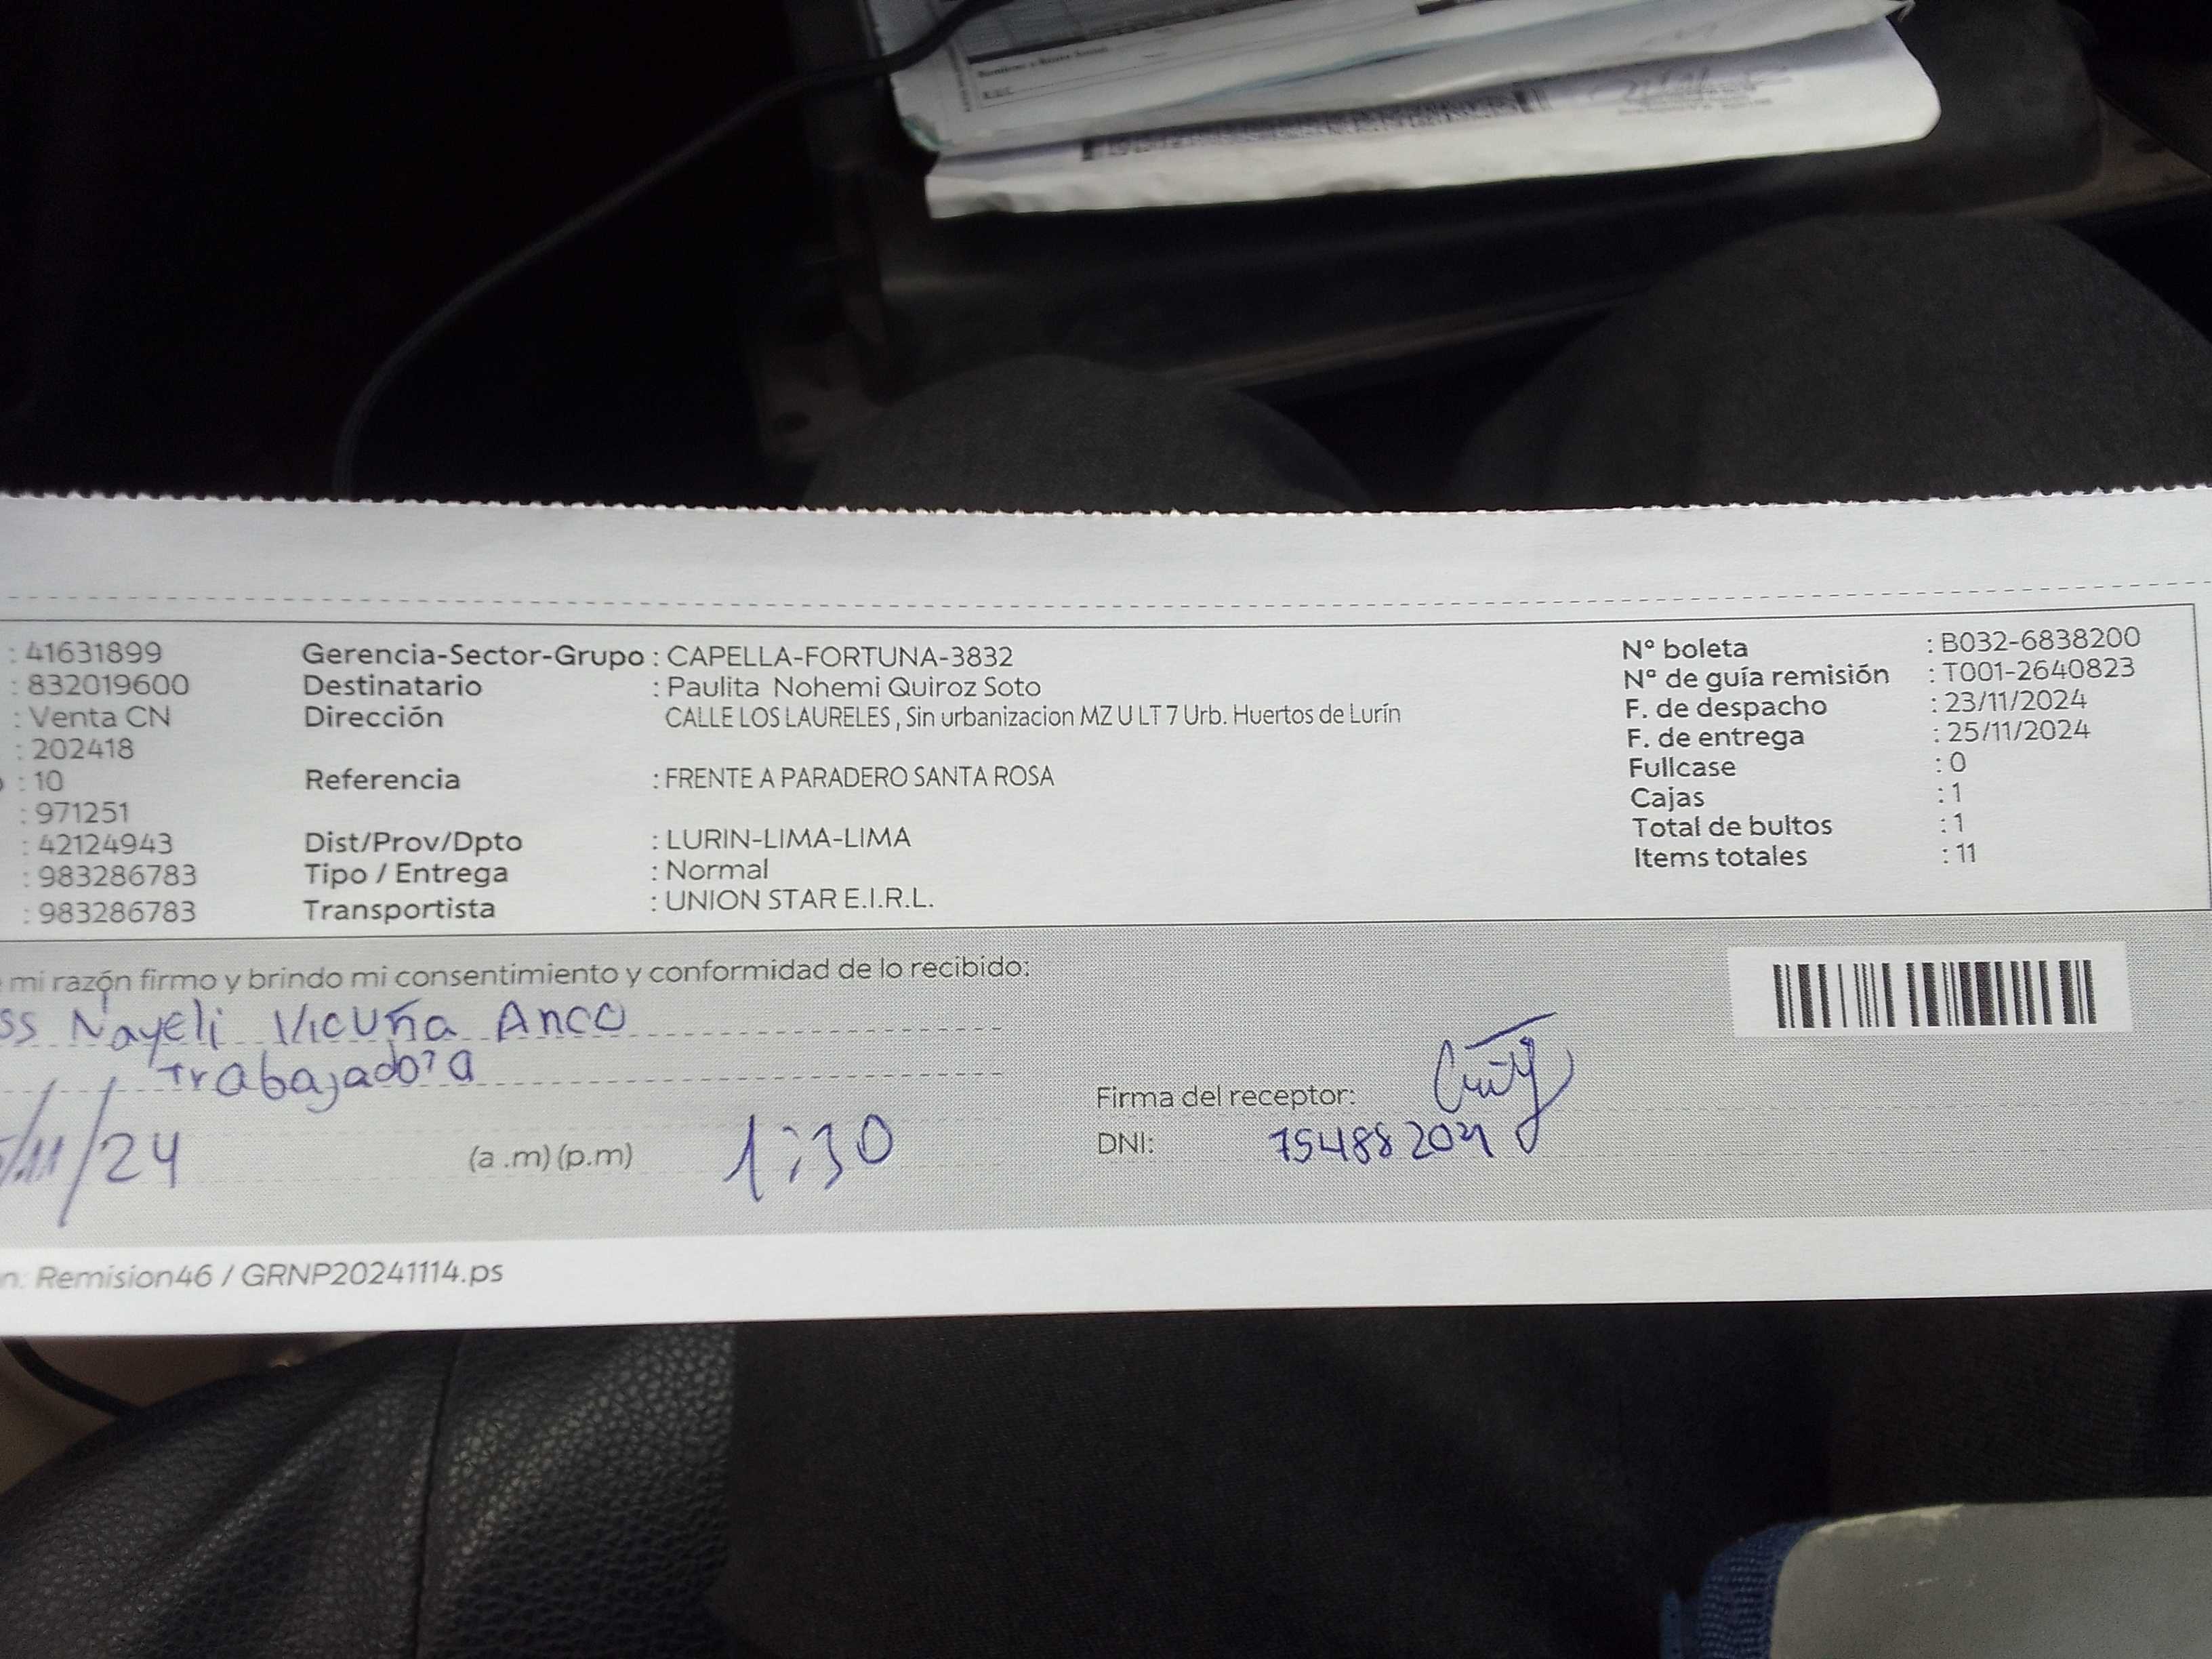 : 41631899 Gerencia-Sector-Grupo : CAPELLA-FORTUNA-3832 Nº boleta : B032-6838200
: 832019600 Destinatario : Paulita Nohemi Quiroz Soto Nº de guía remisión : T001-2640823
: Venta CN Dirección CALLE LOS LAURELES , Sin urbanizacion MZ U LT 7 Urb. Huertos de Lurín F. de despacho : 23/11/2024
: 202418 F. de entrega : 25/11/2024
: 10 Referencia : FRENTE A PARADERO SANTA ROSA Fullcase : 0
: 971251 Cajas : 1
: 42124943 Dist/Prov/Dpto : LURIN-LIMA-LIMA Total de bultos : 1
: 983286783 Tipo / Entrega : Normal Items totales : 11
: 983286783 Transportista : UNION STAR E.I.R.L.
mi razón firmo y brindo mi consentimiento y conformidad de lo recibido:
ss Nayeli Vicuña Anco
Trabajadora
Firma del receptor:
/11/24 (a .m) (p.m) 1:30 DNI:
n: Remision46 / GRNP20241114.ps